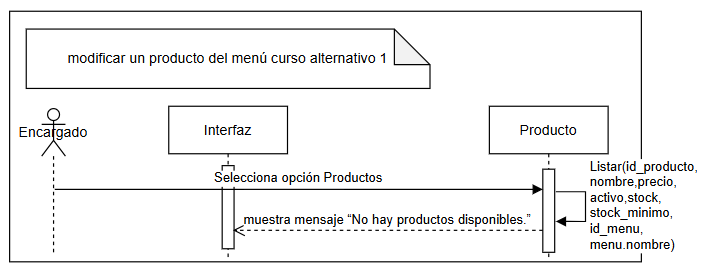 modificar un producto del menú curso alternativo 1
Encargado
Interfaz
Producto
Selecciona opción Productos
Listar(id_producto,
nombre,precio,
activo,stock,
stock_minimo,
id_menu,
menu.nombre)
muestra mensaje “No hay productos disponibles.”